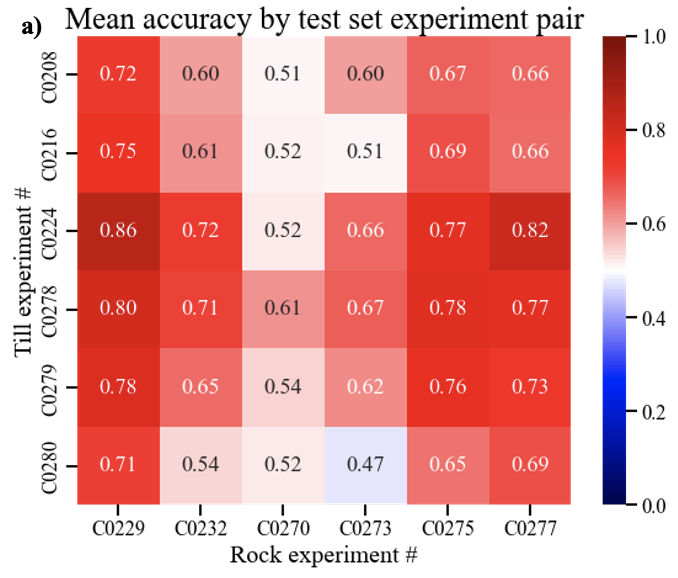 a) Mean accuracy by test set experiment pair
Till experiment #
C0208 0.72 0.60 0.51 0.60 0.67 0.66
C0216 0.75 0.61 0.52 0.51 0.69 0.66
C0224 0.86 0.72 0.52 0.66 0.77 0.82
C0278 0.80 0.71 0.61 0.67 0.78 0.77
C0279 0.78 0.65 0.54 0.62 0.76 0.73
C0280 0.71 0.54 0.52 0.47 0.65 0.69
C0229 C0232 C0270 C0273 C0275 C0277
Rock experiment #
1.0
0.8
0.6
0.4
0.2
0.0